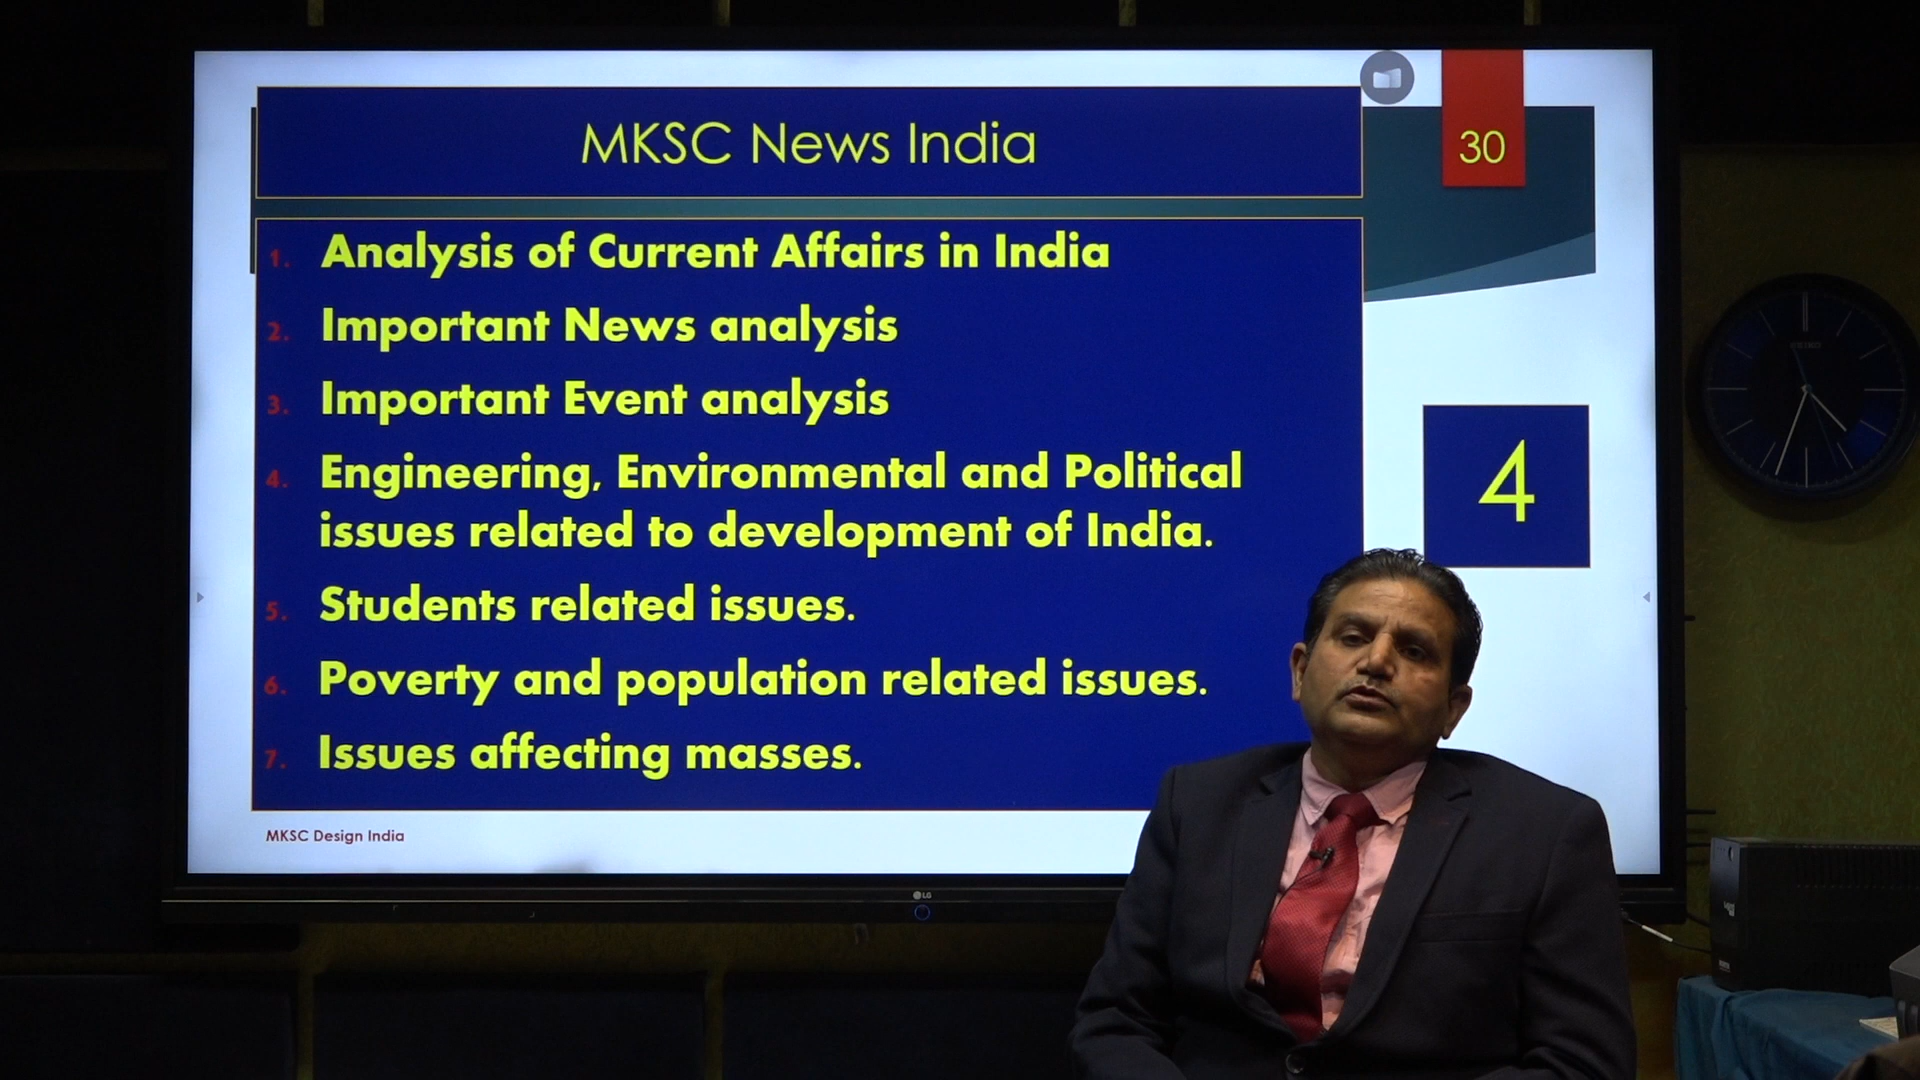 MKSC News India
30
1. Analysis of Current Affairs in India
2. Important News analysis
3. Important Event analysis
4. Engineering, Environmental and Political
issues related to development of India.
5. Students related issues.
6. Poverty and population related issues.
7. Issues affecting masses.
4
MKSC Design India
LG
SEIKO